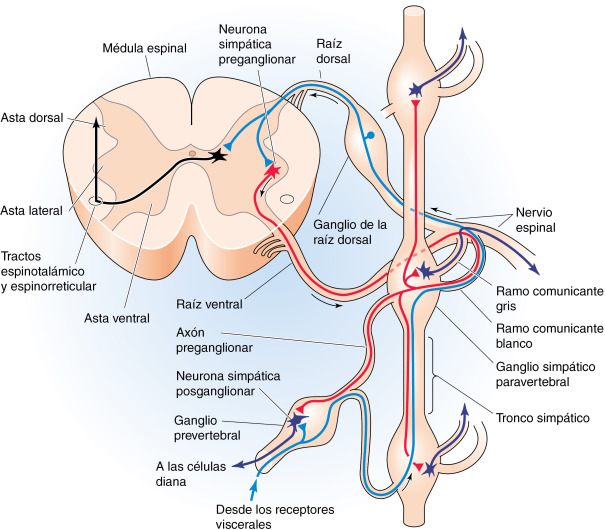 Médula espinal
Neurona
simpática
preganglionar
Raíz
dorsal
Asta dorsal
Asta lateral
Tractos
espinotalámico
y espinorreticular
Asta ventral
Raíz ventral
Ganglio de la
raíz dorsal
Nervio
espinal
Ramo comunicante
gris
Ramo comunicante
blanco
Ganglio simpático
paravertebral
Tronco simpático
Axón
preganglionar
Neurona simpática
posganglionar
Ganglio
prevertebral
A las células
diana
Desde los receptores
viscerales